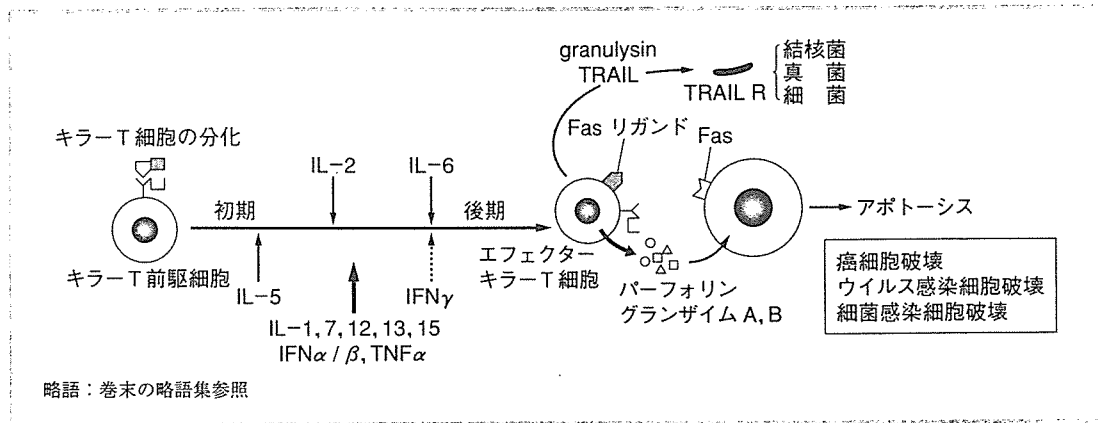 granulysin
TRAIL
TRAIL R
結核菌
真　菌
細　菌
キラーT細胞の分化
Fas リガンド
Fas
IL-2
IL-6
初期
後期
アポトーシス
キラーT前駆細胞
エフェクター
キラーT細胞
IL-5
IFNγ
パーフォリン
グランザイム A, B
癌細胞破壊
ウイルス感染細胞破壊
細菌感染細胞破壊
IL-1, 7, 12, 13, 15
IFNα / β, TNFα
略語：巻末の略語集参照